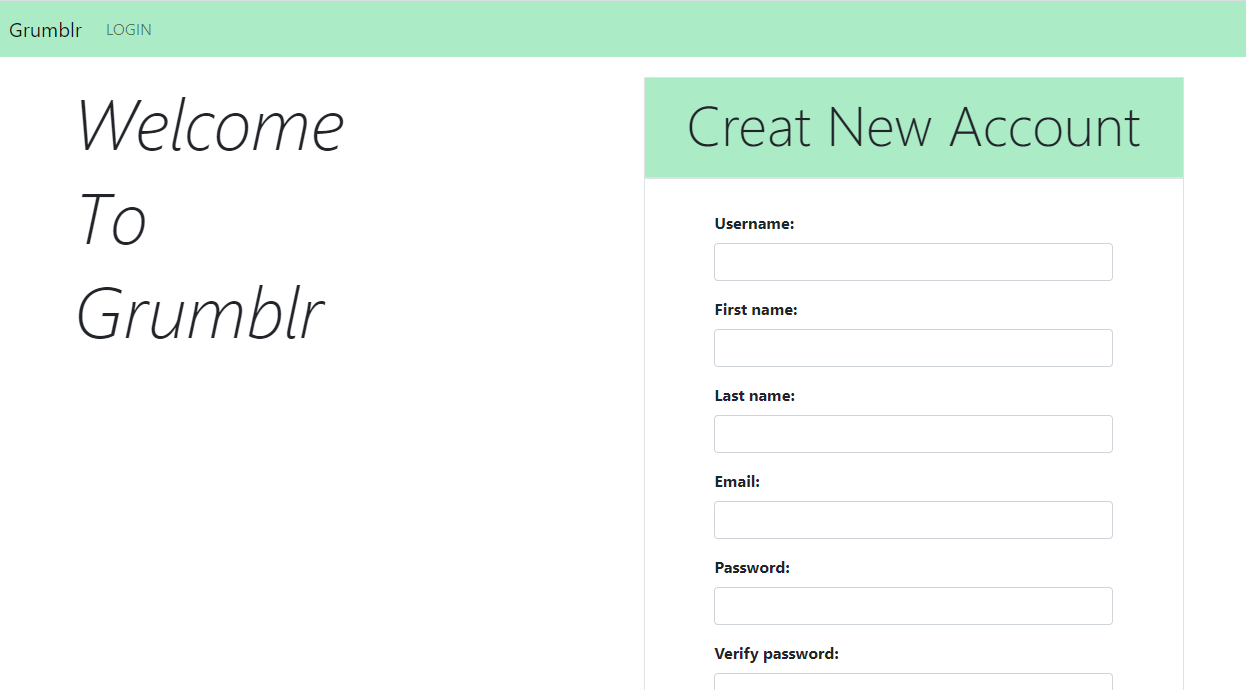 Grumblr LOGIN
Welcome
To
Grumblr
Creat New Account
Username:
First name:
Last name:
Email:
Password:
Verify password: